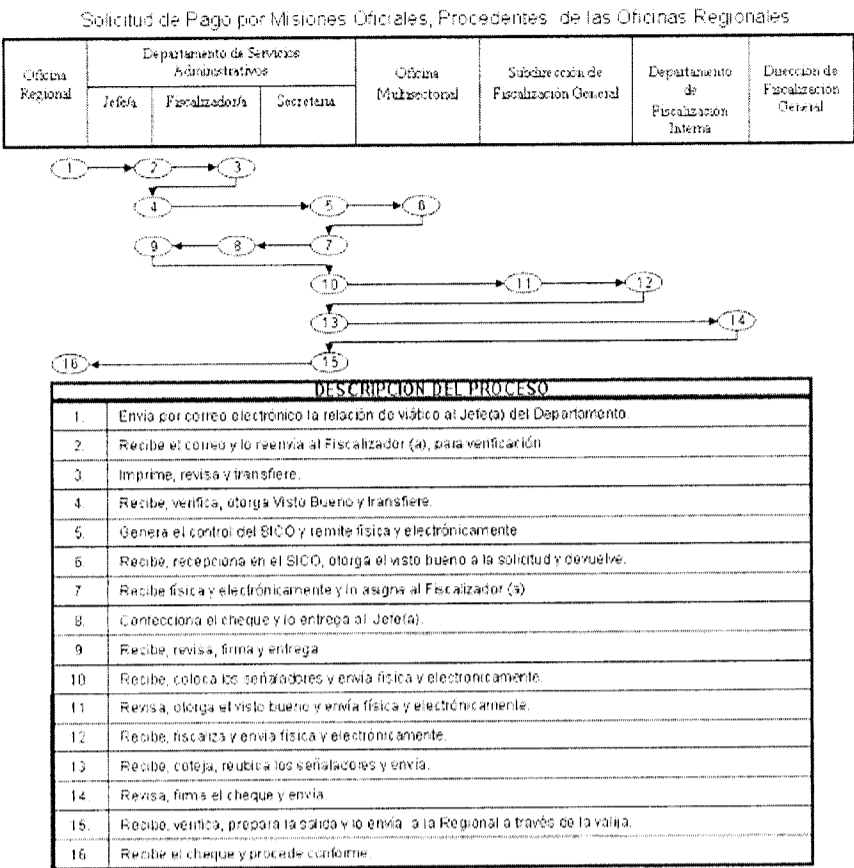 Solicitud de Pago por Misiones Oficiales, Procedentes de las Oficinas Regionales
Oficina
Regional
Departamento de Servicios
Administrativos
Jefe/a
Fiscalizador/a
Secretaria
Oficina
Multisectorial
Subdirección de
Fiscalización General
Departamento
de
Fiscalización
Interna
Dirección de
Fiscalización
General
1 2 3
4 5 6
9 8 7
10 11 12
13 14
16 15
DESCRIPCIÓN DEL PROCESO
1. Envía por correo electrónico la relación de viático al Jefe(a) del Departamento.
2. Recibe el correo y lo reenvía al Fiscalizador (a), para verificación
3. Imprime, revisa y transfiere.
4. Recibe, verifica, otorga Visto Bueno y transfiere.
5. Genera el control del SICO y remite física y electrónicamente
6. Recibe, recepciona en el SICO, otorga el visto bueno a la solicitud y devuelve.
7 Recibe física y electrónicamente y lo asigna al Fiscalizador (a)
8. Confecciona el cheque y lo entrega al Jefe(a).
9 Recibe, revisa, firma y entrega
10 Recibe, coloca los señaladores y envía física y electrónicamente.
11 Revisa, otorga el visto bueno y envía física y electrónicamente.
12 Recibe, fiscaliza y envía física y electrónicamente.
13 Recibe, coteja, reubica los señaladores y envía.
14. Revisa, firma el cheque y envía.
15. Recibe, verifica, prepara la salida y lo envía a la Regional a través de la valija.
16 Recibe el cheque y procede conforme.